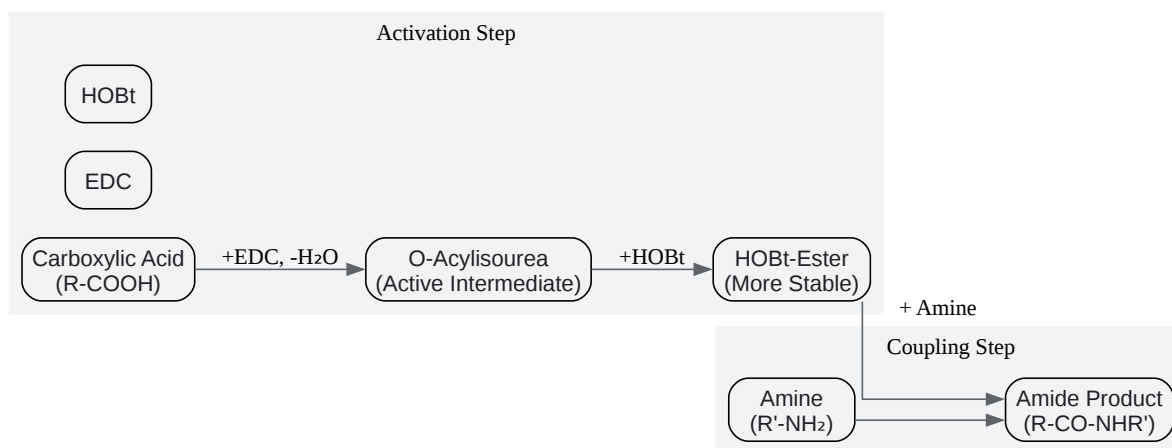 Activation Step
HOBt
EDC
Carboxylic Acid
(R-COOH)
+EDC, -H₂O
O-Acylisourea
(Active Intermediate)
+HOBt
HOBt-Ester
(More Stable)
+ Amine
Coupling Step
Amine
(R'-NH₂)
Amide Product
(R-CO-NHR')